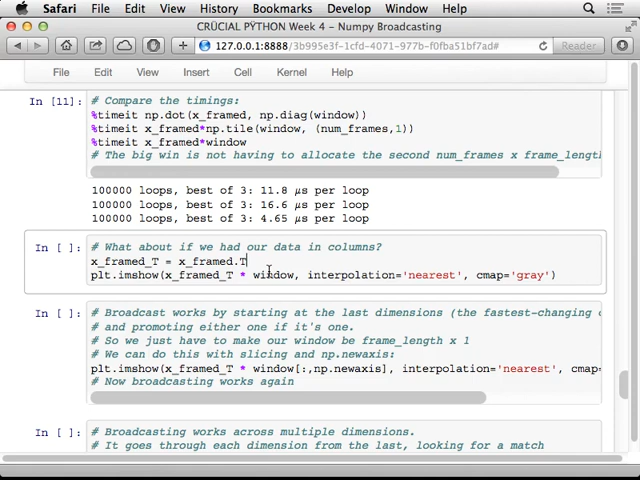 Safari File Edit View History Bookmarks Develop Window Help
CRÜCIAL PŸTHON Week 4 - Numpy Broadcasting
127.0.0.1:8888/3b995e3f-1cfd-4071-977b-f0fba51bf7ad# Reader
File Edit View Insert Cell Kernel Help
In [11]: # Compare the timings:
%timeit np.dot(x_framed, np.diag(window))
%timeit x_framed*np.tile(window, (num_frames,1))
%timeit x_framed*window
# The big win is not having to allocate the second num_frames x frame_length
100000 loops, best of 3: 11.8 µs per loop
100000 loops, best of 3: 16.6 µs per loop
100000 loops, best of 3: 4.65 µs per loop
In [ ]: # What about if we had our data in columns?
x_framed_T = x_framed.T
plt.imshow(x_framed_T * window, interpolation='nearest', cmap='gray')
In [ ]: # Broadcast works by starting at the last dimensions (the fastest-changing
# and promoting either one if it's one.
# So we just have to make our window be frame_length x 1
# We can do this with slicing and np.newaxis:
plt.imshow(x_framed_T * window[:,np.newaxis], interpolation='nearest', cmap=
# Now broadcasting works again
In [ ]: # Broadcasting works across multiple dimensions.
# It goes through each dimension from the last, looking for a match